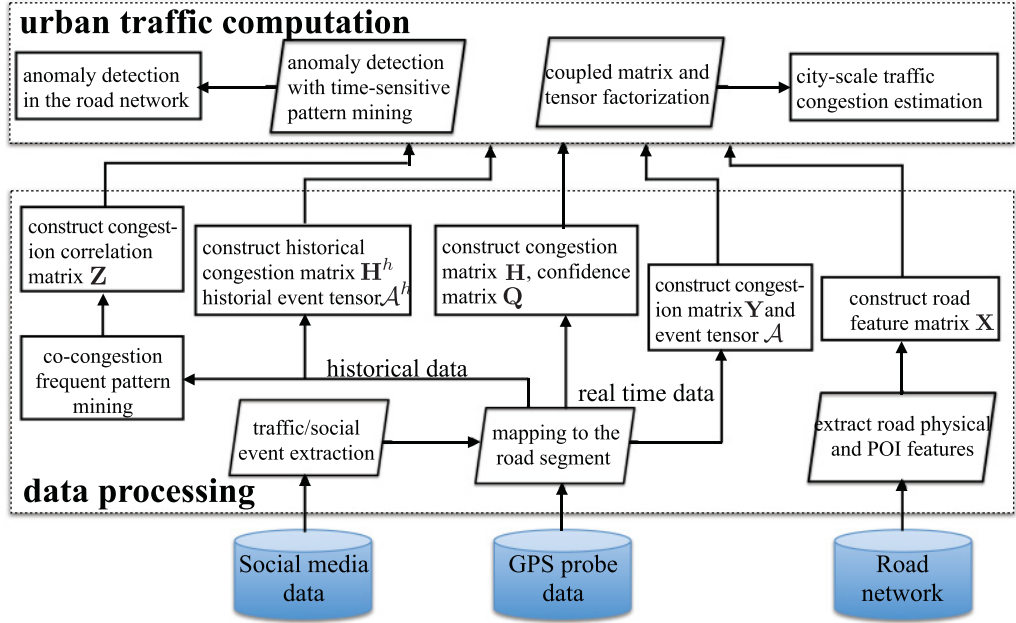 urban traffic computation
anomaly detection
in the road network
anomaly detection
with time-sensitive
pattern mining
coupled matrix and
tensor factorization
city-scale traffic
congestion estimation
construct congest-
ion correlation
matrix Z
construct historical
congestion matrix H^h
historial event tensor A^h
construct congestion
matrix H, confidence
matrix Q
construct congest-
ion matrix Y and
event tensor A
construct road
feature matrix X
co-congestion
frequent pattern
mining
historical data
real time data
traffic/social
event extraction
mapping to the
road segment
extract road physical
and POI features
data processing
Social media
data
GPS probe
data
Road
network